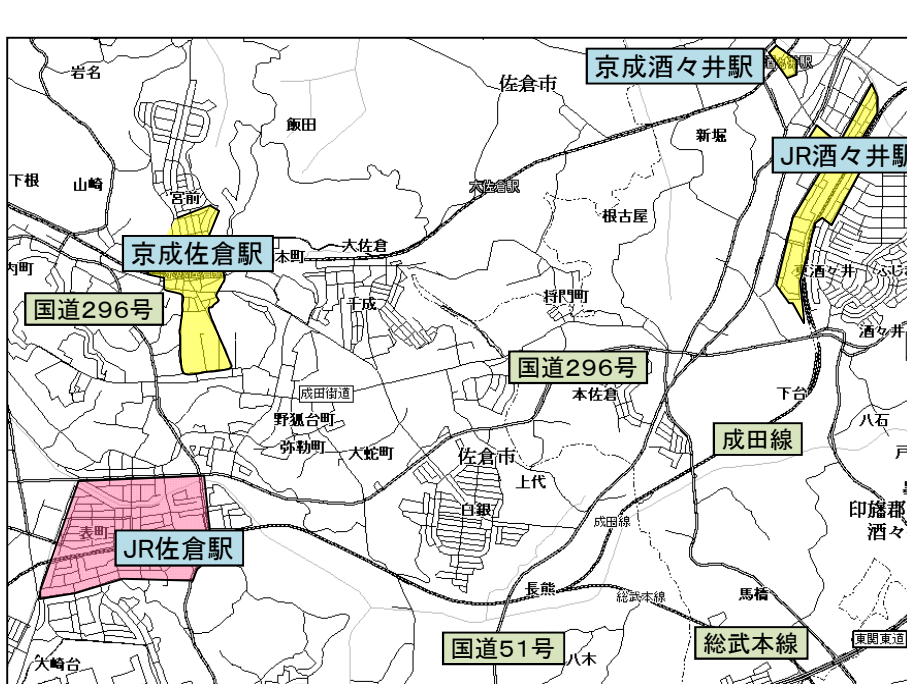 京成酒々井駅
岩名
佐倉市
飯田
新堀
JR酒々井駅
下根
山崎
宮前
大佐倉駅
根古屋
京成佐倉駅
本町
大佐倉
内町
酒々井
国道296号
千成
将門町
酒々井
国道296号
成田街道
本佐倉
下台
野狐台町
八石
弥勒町
大蛇町
佐倉市
成田線
上代
白銀
印旛郡
酒々
成田線
表町
JR佐倉駅
長熊
総武本線
馬橋
国道51号
八木
総武本線
東関東道
大崎台